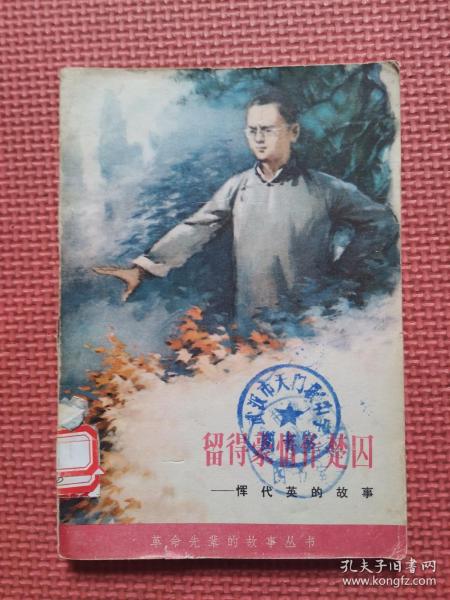 留得豪情作楚囚
——恽代英的故事
革命先辈的故事丛书
孔夫子旧书网
www.kongfz.com